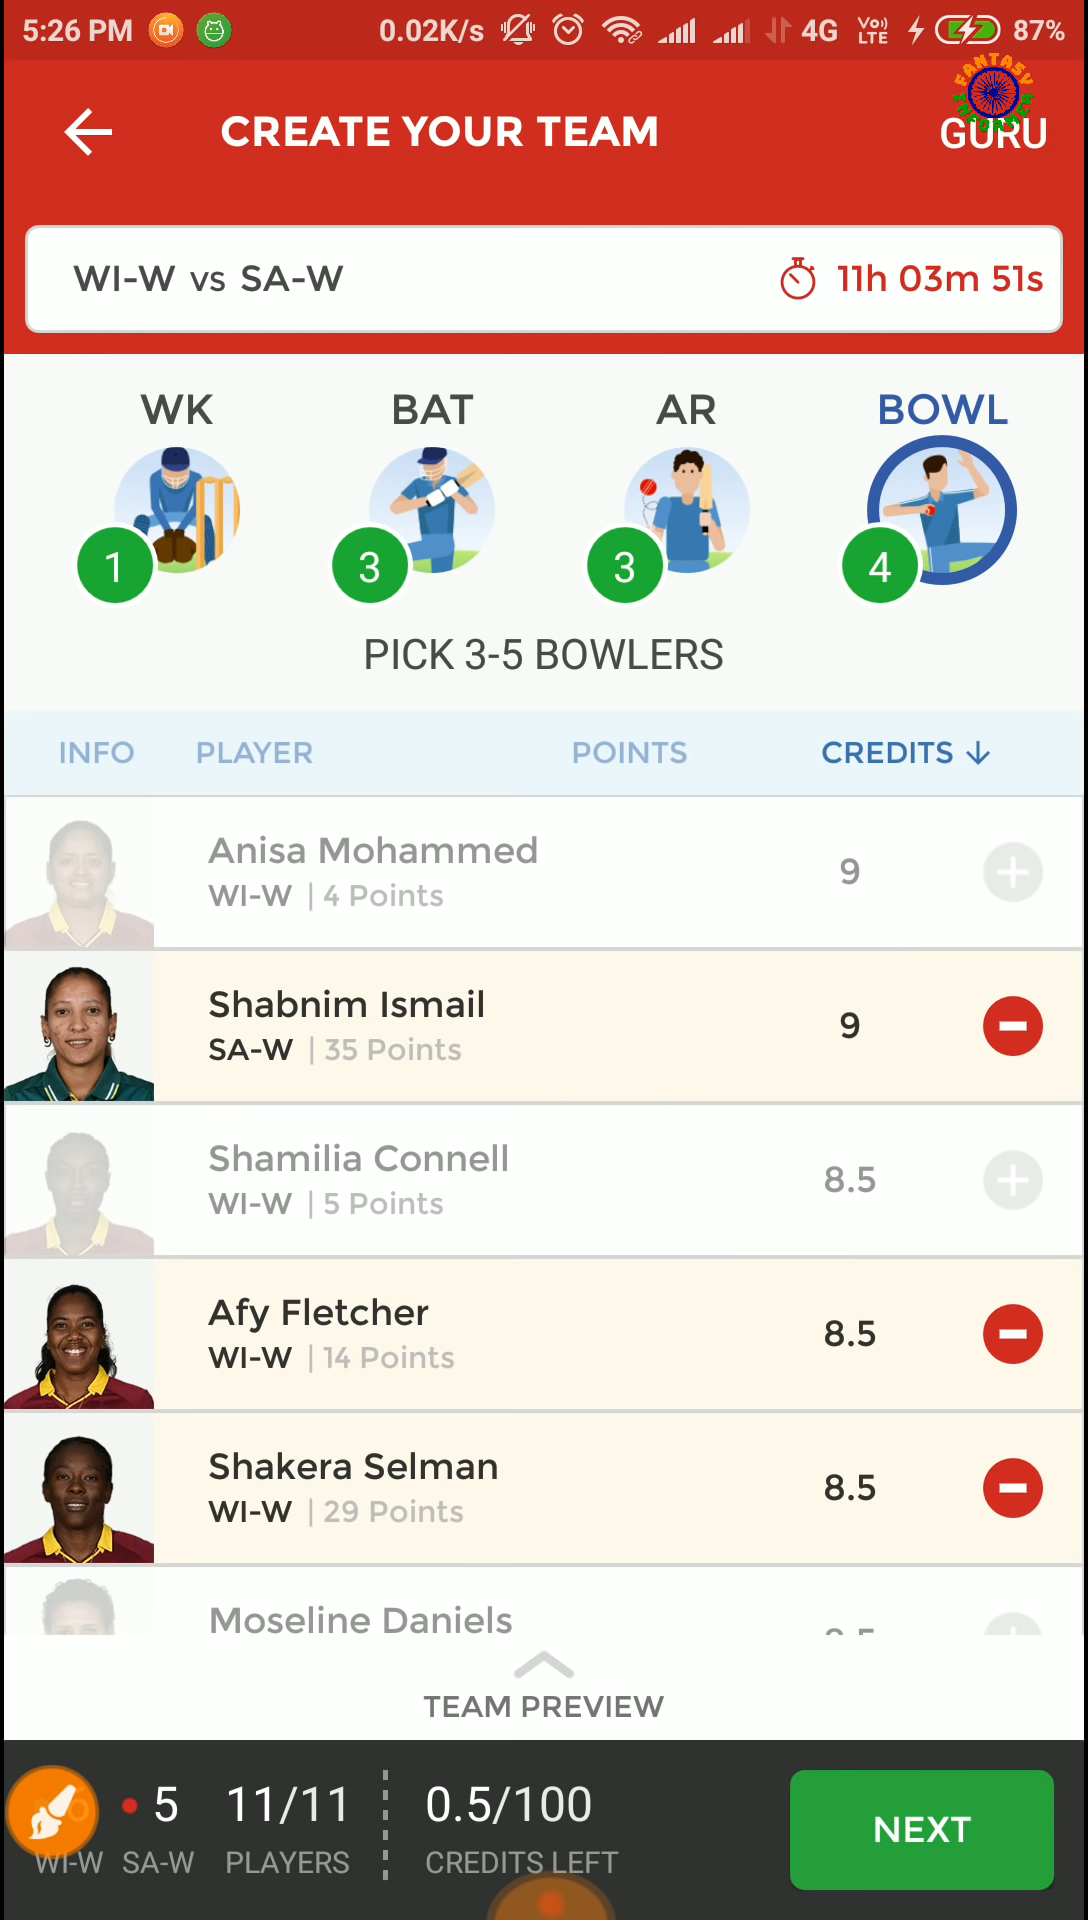 5:26 PM 0.02K/s 4G VoLTE 87%
FANTASY INFORMER
CREATE YOUR TEAM GURU
WI-W vs SA-W 11h 03m 51s
WK BAT AR BOWL
1 3 3 4
PICK 3-5 BOWLERS
INFO PLAYER POINTS CREDITS ↓
Anisa Mohammed
WI-W | 4 Points 9
Shabnim Ismail
SA-W | 35 Points 9
Shamilia Connell
WI-W | 5 Points 8.5
Afy Fletcher
WI-W | 14 Points 8.5
Shakera Selman
WI-W | 29 Points 8.5
Moseline Daniels
TEAM PREVIEW
6 5 11/11 0.5/100
WI-W SA-W PLAYERS CREDITS LEFT
NEXT